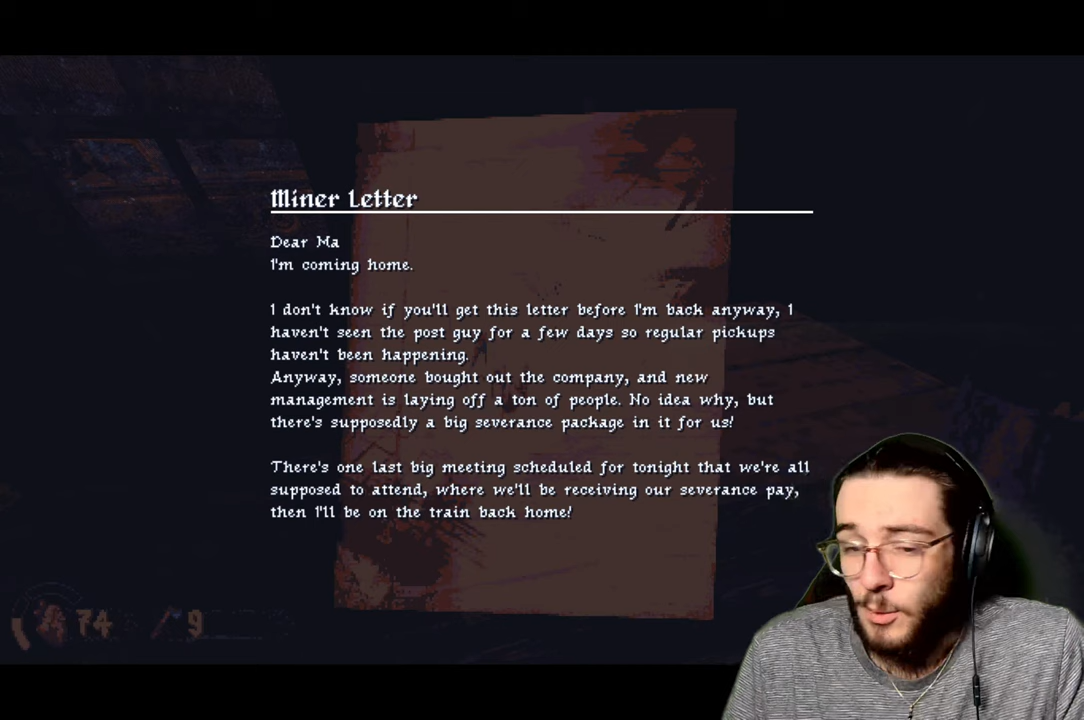 Miner Letter
Dear Ma
I'm coming home.
I don't know if you'll get this letter before I'm back anyway, I
haven't seen the post guy for a few days so regular pickups
haven't been happening.
Anyway, someone bought out the company, and new
management is laying off a ton of people. No idea why, but
there's supposedly a big severance package in it for us!
There's one last big meeting scheduled for tonight that we're all
supposed to attend, where we'll be receiving our severance pay,
then I'll be on the train back home!
74
9